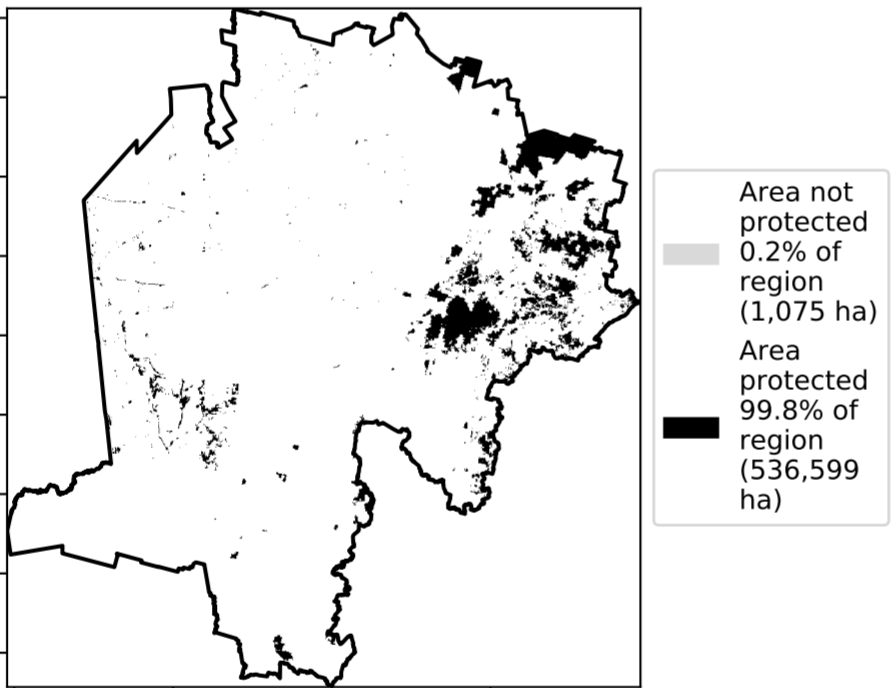 Area not
protected
0.2% of
region
(1,075 ha)
Area
protected
99.8% of
region
(536,599
ha)